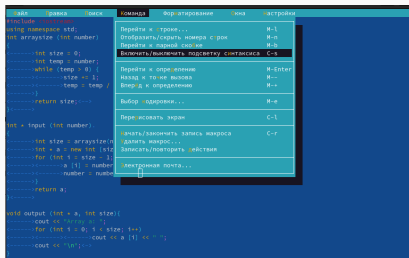 Файл Правка Поиск Команда Форматирование Окна Настройки
#include
using namespace std;
int arraysize (int number)
{
int size = 0;
int temp = number;
while (temp > 0) {
size += 1;
temp = temp /
}
return size;
}
int * input (int number)
{
int size = arraysize(n
int * a = new int [siz
for (int i = size - 1;
a [i] = number
number = numbe
}
return a;
}
void output (int * a, int size){
cout << "Array a: ";
for (int i = 0; i < size; i++)
cout << a [i] << " ";
cout << "\n";
}
Перейти к строке... M-l
Отобразить/скрыть номера строк M-n
Перейти к парной скобке M-b
Включить/выключить подсветку синтаксиса C-s
Перейти к определению M-Enter
Назад к точке вызова M--
Вперёд к определению M-+
Выбор кодировки... M-e
Перерисовать экран C-l
Начать/закончить запись макроса C-r
Удалить макрос...
Записать/повторить действия
Электронная почта...